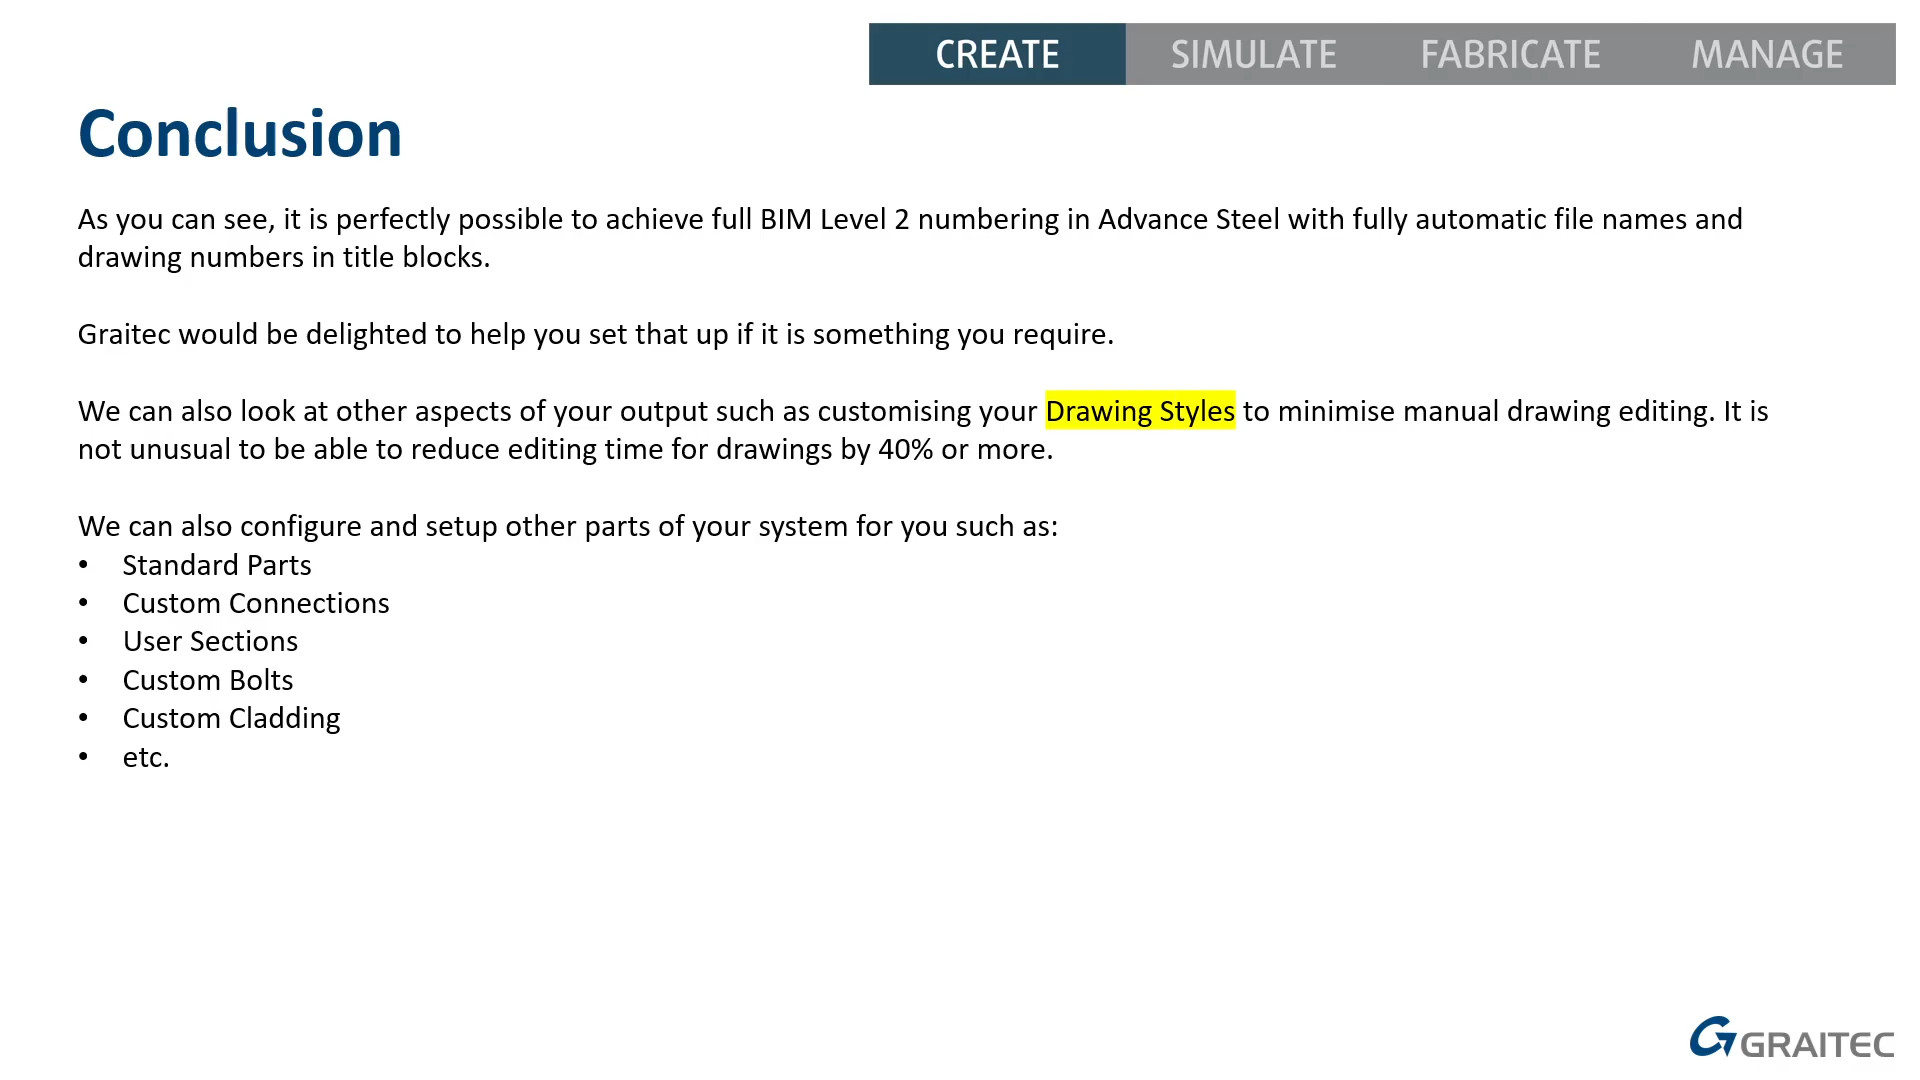 CREATE SIMULATE FABRICATE MANAGE
Conclusion
As you can see, it is perfectly possible to achieve full BIM Level 2 numbering in Advance Steel with fully automatic file names and
drawing numbers in title blocks.
Graitec would be delighted to help you set that up if it is something you require.
We can also look at other aspects of your output such as customising your Drawing Styles to minimise manual drawing editing. It is
not unusual to be able to reduce editing time for drawings by 40% or more.
We can also configure and setup other parts of your system for you such as:
• Standard Parts
• Custom Connections
• User Sections
• Custom Bolts
• Custom Cladding
• etc.
GRAITEC